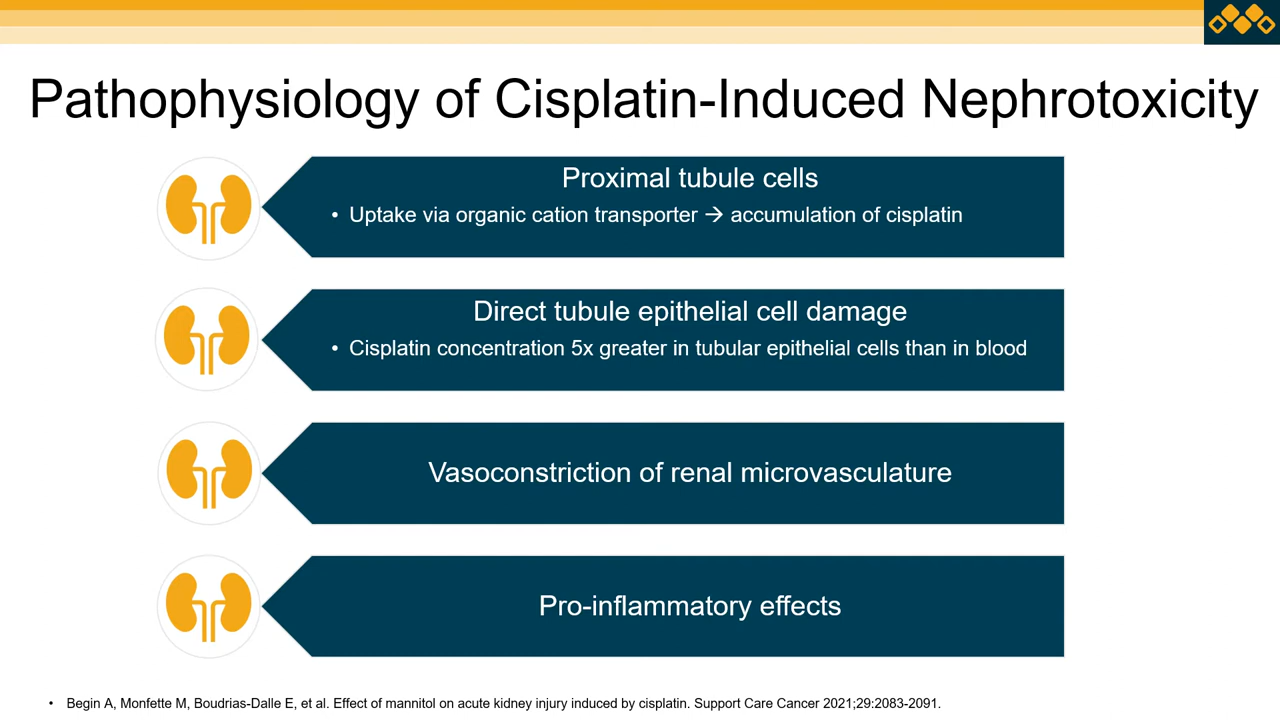 Pathophysiology of Cisplatin-Induced Nephrotoxicity
Proximal tubule cells
• Uptake via organic cation transporter → accumulation of cisplatin
Direct tubule epithelial cell damage
• Cisplatin concentration 5x greater in tubular epithelial cells than in blood
Vasoconstriction of renal microvasculature
Pro-inflammatory effects
• Begin A, Monfette M, Boudrias-Dalle E, et al. Effect of mannitol on acute kidney injury induced by cisplatin. Support Care Cancer 2021;29:2083-2091.